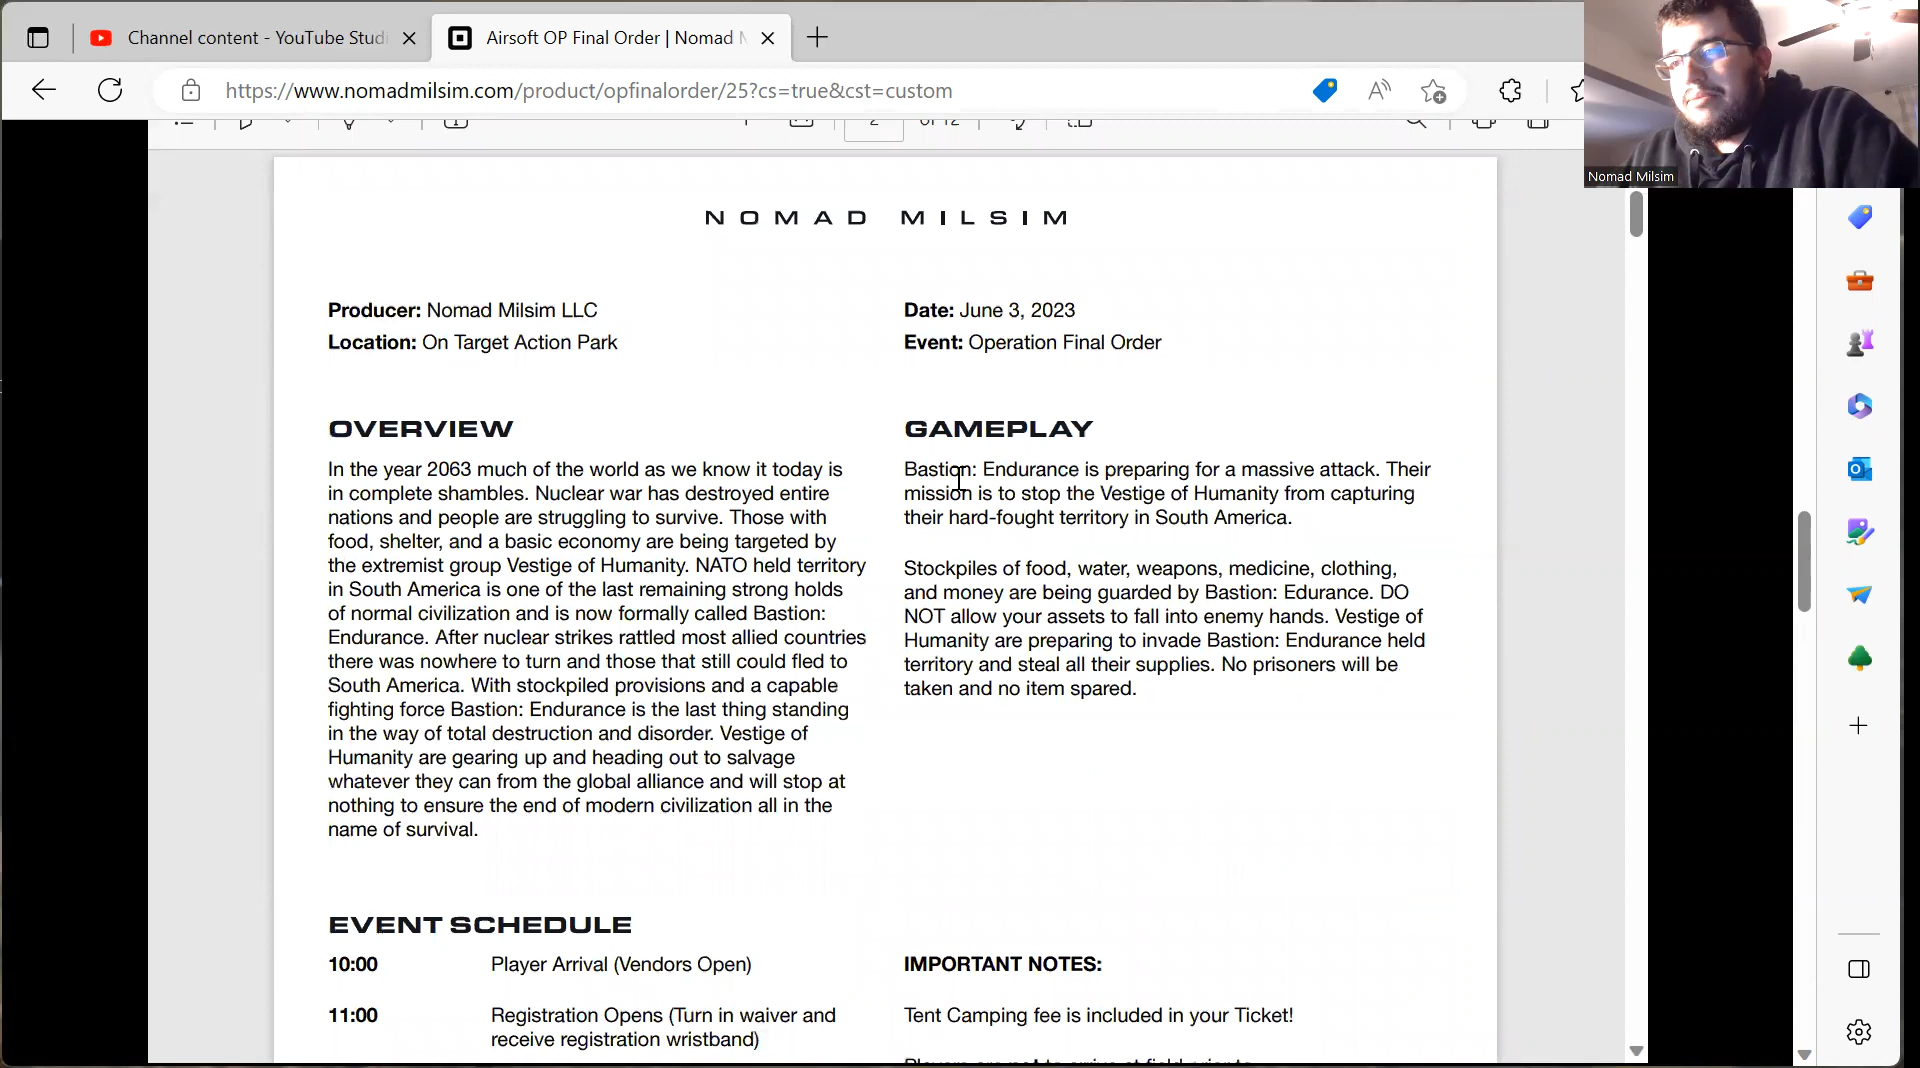 Channel content - YouTube Studi
Airsoft OP Final Order | Nomad M
https://www.nomadmilsim.com/product/opfinalorder/25?cs=true&cst=custom
Nomad Milsim
2 of 12
NOMAD MILSIM
Producer: Nomad Milsim LLC
Location: On Target Action Park
Date: June 3, 2023
Event: Operation Final Order
OVERVIEW
In the year 2063 much of the world as we know it today is
in complete shambles. Nuclear war has destroyed entire
nations and people are struggling to survive. Those with
food, shelter, and a basic economy are being targeted by
the extremist group Vestige of Humanity. NATO held territory
in South America is one of the last remaining strong holds
of normal civilization and is now formally called Bastion:
Endurance. After nuclear strikes rattled most allied countries
there was nowhere to turn and those that still could fled to
South America. With stockpiled provisions and a capable
fighting force Bastion: Endurance is the last thing standing
in the way of total destruction and disorder. Vestige of
Humanity are gearing up and heading out to salvage
whatever they can from the global alliance and will stop at
nothing to ensure the end of modern civilization all in the
name of survival.
GAMEPLAY
Bastion: Endurance is preparing for a massive attack. Their
mission is to stop the Vestige of Humanity from capturing
their hard-fought territory in South America.
Stockpiles of food, water, weapons, medicine, clothing,
and money are being guarded by Bastion: Edurance. DO
NOT allow your assets to fall into enemy hands. Vestige of
Humanity are preparing to invade Bastion: Endurance held
territory and steal all their supplies. No prisoners will be
taken and no item spared.
EVENT SCHEDULE
10:00 Player Arrival (Vendors Open)
11:00 Registration Opens (Turn in waiver and
receive registration wristband)
IMPORTANT NOTES:
Tent Camping fee is included in your Ticket!
Players are not to arrive at field prior to